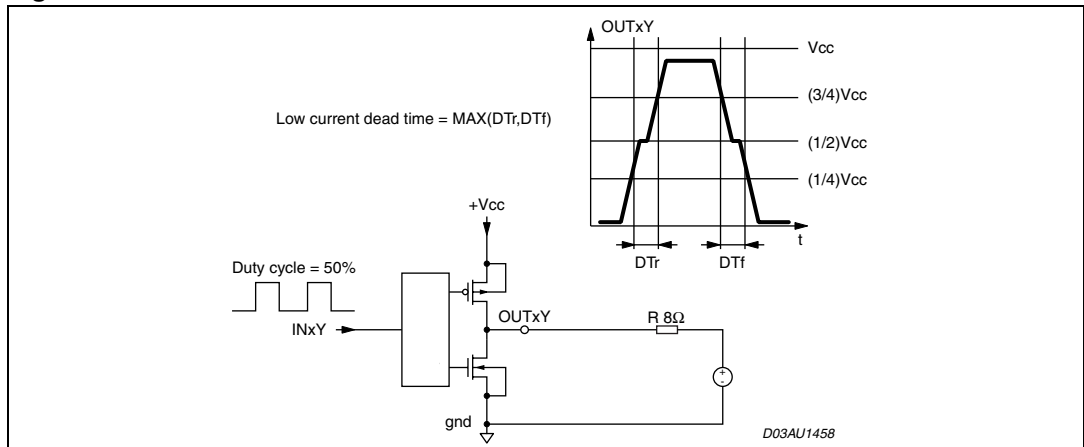 OUTxY
Vcc
(3/4)Vcc
Low current dead time = MAX(DTr,DTf)
(1/2)Vcc
(1/4)Vcc
+Vcc
t
DTr
DTf
Duty cycle = 50%
OUTxY
R 8Ω
INxY
+
-
gnd
D03AU1458